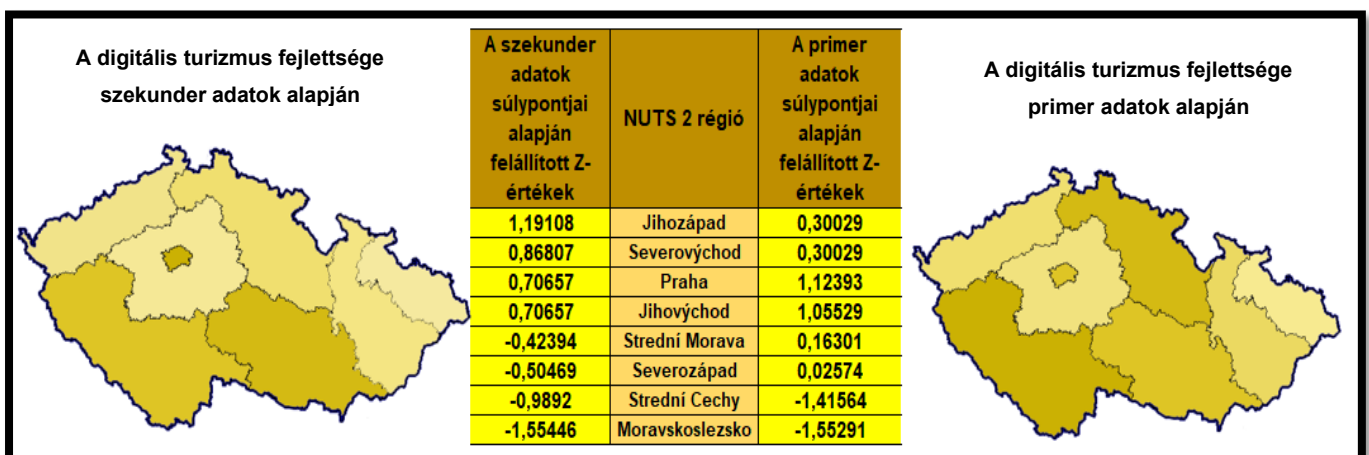 A digitális turizmus fejlettsége
szekunder adatok alapján
A szekunder
adatok
súlypontjai
alapján
felállított Z-
értékek
NUTS 2 régió
A primer
adatok
súlypontjai
alapján
felállított Z-
értékek
1,19108 Jihozápad 0,30029
0,86807 Severovýchod 0,30029
0,70657 Praha 1,12393
0,70657 Jihovýchod 1,05529
-0,42394 Strední Morava 0,16301
-0,50469 Severozápad 0,02574
-0,9892 Strední Cechy -1,41564
-1,55446 Moravskoslezsko -1,55291
A digitális turizmus fejlettsége
primer adatok alapján